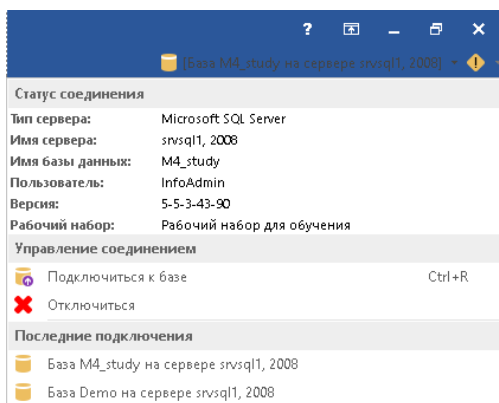 ?
[База M4_study на сервере srvsql1, 2008]
Статус соединения
Тип сервера: Microsoft SQL Server
Имя сервера: srvsql1, 2008
Имя базы данных: M4_study
Пользователь: InfoAdmin
Версия: 5-5-3-43-90
Рабочий набор: Рабочий набор для обучения
Управление соединением
Подключиться к базе Ctrl+R
Отключиться
Последние подключения
База M4_study на сервере srvsql1, 2008
База Demo на сервере srvsql1, 2008